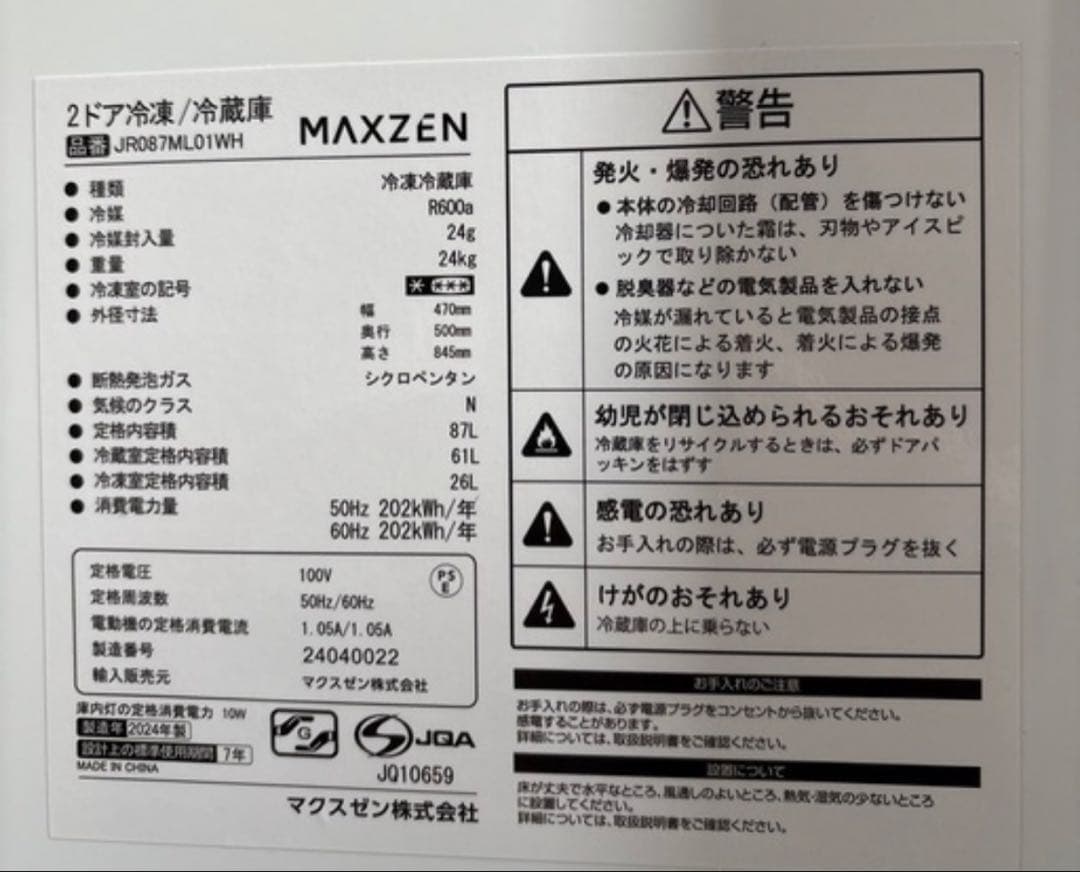 2ドア冷凍/冷蔵庫
品番 JR087ML01WH
MAXZEN
● 種類 冷凍冷蔵庫
● 冷媒 R600a
● 冷媒封入量 24g
● 重量 24kg
● 冷凍室の記号 * ***
● 外径寸法 幅 470mm
奥行 500mm
高さ 845mm
● 断熱発泡ガス シクロペンタン
● 気候のクラス N
● 定格内容積 87L
● 冷蔵室定格内容積 61L
● 冷凍室定格内容積 26L
● 消費電力量 50Hz 202kWh/年
60Hz 202kWh/年
定格電圧 100V
定格周波数 50Hz/60Hz
電動機の定格消費電流 1.05A/1.05A
製造番号 24040022
輸入販売元 マクスゼン株式会社
PS
E
庫内灯の定格消費電力 10W
製造年 2024年製
設計上の標準使用期間 7年
MADE IN CHINA
G
JQA
JQ10659
マクスゼン株式会社
警告
発火・爆発の恐れあり
●本体の冷却回路（配管）を傷つけない
冷却器についた霜は、刃物やアイスピ
ックで取り除かない
●脱臭器などの電気製品を入れない
冷媒が漏れていると電気製品の接点
の火花による着火、着火による爆発
の原因になります
幼児が閉じ込められるおそれあり
冷蔵庫をリサイクルするときは、必ずドアパ
ッキンをはずす
感電の恐れあり
お手入れの際は、必ず電源プラグを抜く
けがのおそれあり
冷蔵庫の上に乗らない
お手入れのご注意
お手入れの際は、必ず電源プラグをコンセントから抜いてください。
感電することがあります。
詳細については、取扱説明書をご確認ください。
設置について
床が丈夫で水平なところ、風通しのよいところ、熱気・湿気の少ないところ
に設置してください。
詳細については、取扱説明書をご確認ください。